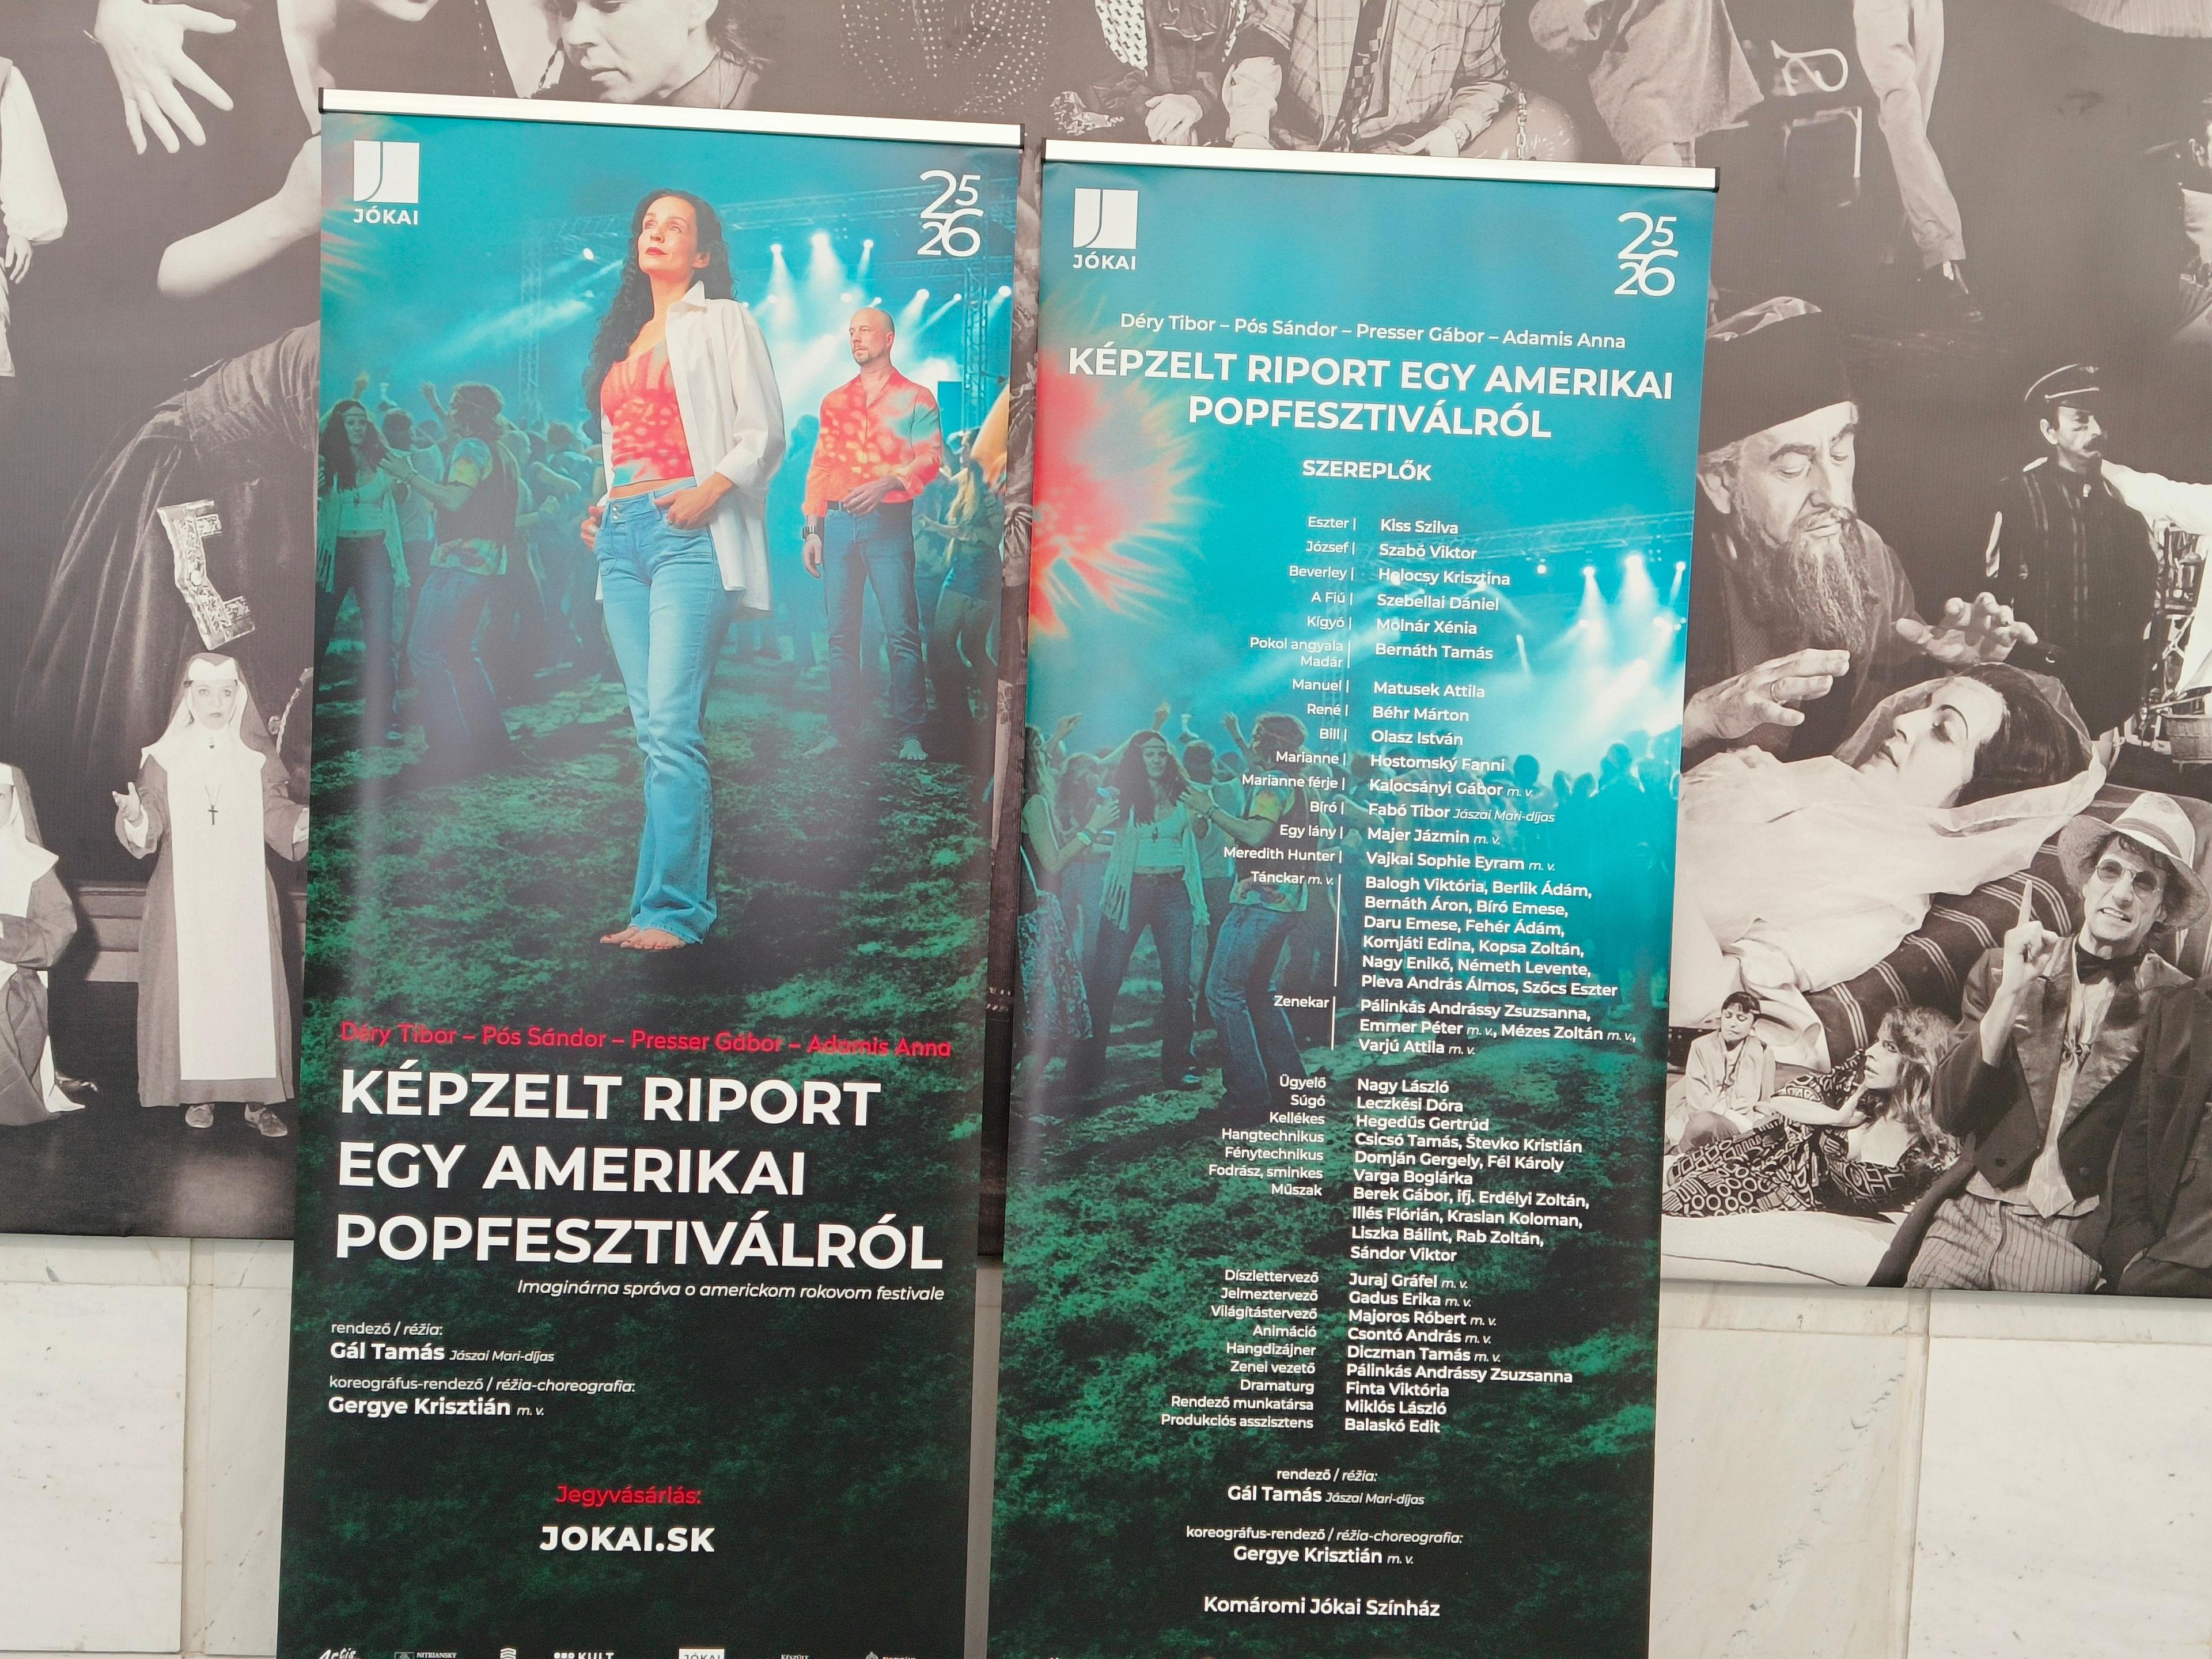 JÓKAI
25
26
Déry Tibor – Pós Sándor – Presser Gábor – Adamis Anna
KÉPZELT RIPORT
EGY AMERIKAI
POPFESZTIVÁLRÓL
Imaginárna správa o americkom rokovom festivale
rendező / réžia:
Gál Tamás Jászai Mari-díjas
koreográfus-rendező / réžia-choreografia:
Gergye Krisztián m. v.
Jegyvásárlás:
JOKAI.SK
NITRIANSKY
KULT
JÓKAI
JÓKAI
25
26
Déry Tibor – Pós Sándor – Presser Gábor – Adamis Anna
KÉPZELT RIPORT EGY AMERIKAI
POPFESZTIVÁLRÓL
SZEREPLŐK
Eszter | Kiss Szilva
József | Szabó Viktor
Beverley | Holocsy Krisztina
A Fiú | Szebellai Dániel
Kígyó | Molnár Xénia
Pokol angyala | Bernáth Tamás
Madár |
Manuel | Matusek Attila
René | Béhr Márton
Bill | Olasz István
Marianne | Hostomský Fanni
Marianne férje | Kalocsányi Gábor m. v.
Bíró | Fabó Tibor Jászai Mari-díjas
Egy lány | Majer Jázmin m. v.
Meredith Hunter | Vajkai Sophie Eyram m. v.
Tánckar m. v. | Balogh Viktória, Berlik Ádám,
Bernáth Áron, Bíró Emese,
Daru Emese, Fehér Ádám,
Komjáti Edina, Kopsa Zoltán,
Nagy Enikő, Németh Levente,
Pleva András Álmos, Szőcs Eszter
Zenekar | Pálinkás Andrássy Zsuzsanna,
Emmer Péter m. v., Mézes Zoltán m. v.,
Varjú Attila m. v.
Ügyelő Nagy László
Súgó Leczkési Dóra
Kellékes Hegedűs Gertrúd
Hangtechnikus Csicsó Tamás, Števko Kristián
Fénytechnikus Domján Gergely, Fél Károly
Fodrász, sminkes Varga Boglárka
Műszak Berek Gábor, ifj. Erdélyi Zoltán,
Illés Flórián, Kraslan Koloman,
Liszka Bálint, Rab Zoltán,
Sándor Viktor
Díszlettervező Juraj Gráfel m. v.
Jelmeztervező Gadus Erika m. v.
Világítástervező Majoros Róbert m. v.
Animáció Csontó András m. v.
Hangdizájner Diczman Tamás m. v.
Zenei vezető Pálinkás Andrássy Zsuzsanna
Dramaturg Finta Viktória
Rendező munkatársa Miklós László
Produkciós asszisztens Balaskó Edit
rendező / réžia:
Gál Tamás Jászai Mari-díjas
koreográfus-rendező / réžia-choreografia:
Gergye Krisztián m. v.
Komáromi Jókai Színház